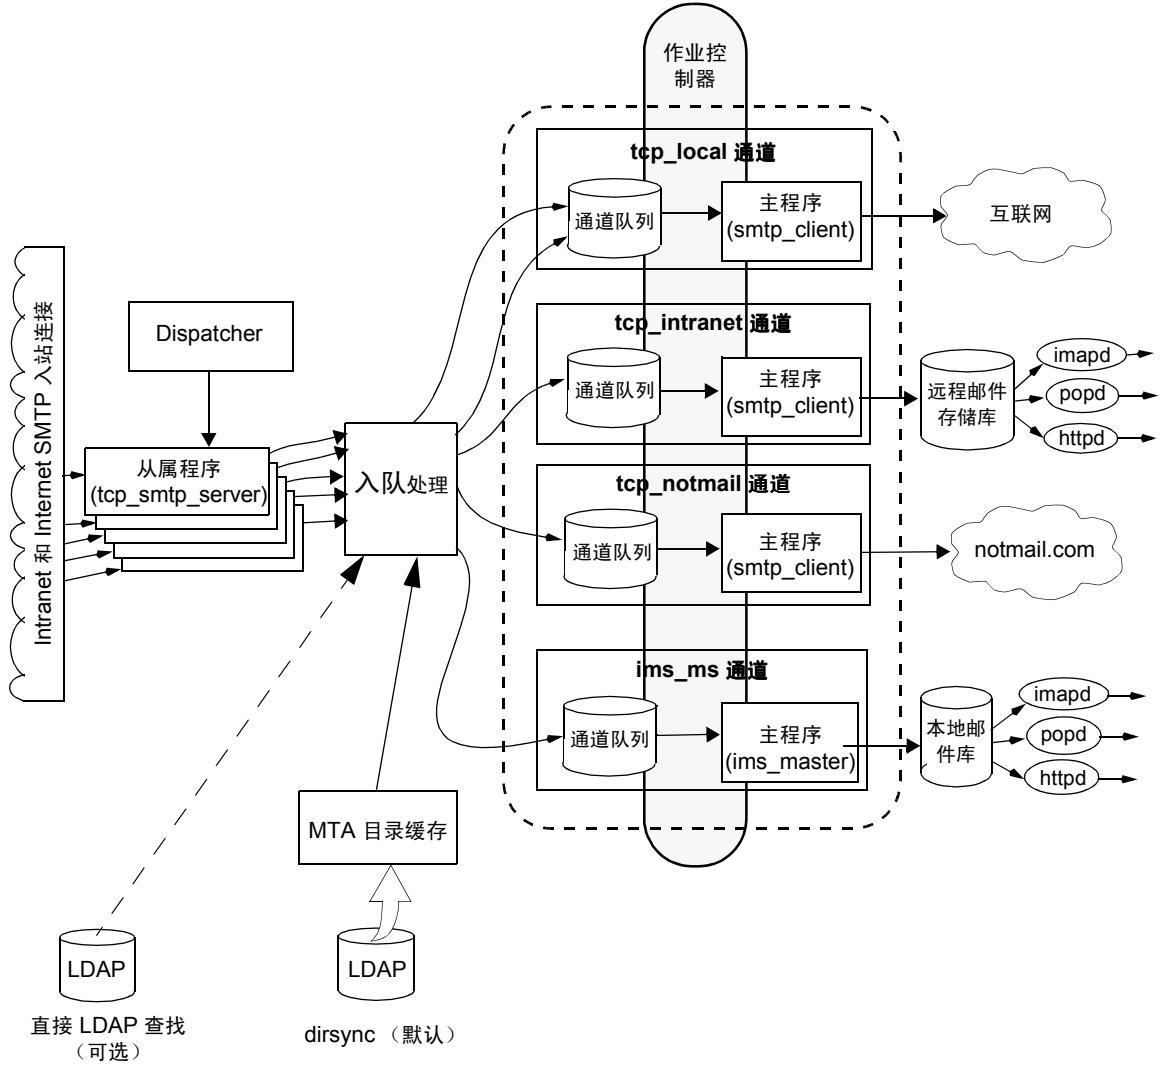 作业控
制器
tcp_local 通道
通道队列
主程序
(smtp_client)
互联网
Intranet 和 Internet SMTP 入站连接
Dispatcher
tcp_intranet 通道
通道队列
主程序
(smtp_client)
远程邮件
存储库
imapd
popd
httpd
从属程序
(tcp_smtp_server)
入队处理
tcp_notmail 通道
通道队列
主程序
(smtp_client)
notmail.com
ims_ms 通道
通道队列
主程序
(ims_master)
本地邮
件库
imapd
popd
httpd
MTA 目录缓存
LDAP
LDAP
直接 LDAP 查找
（可选）
dirsync （默认）